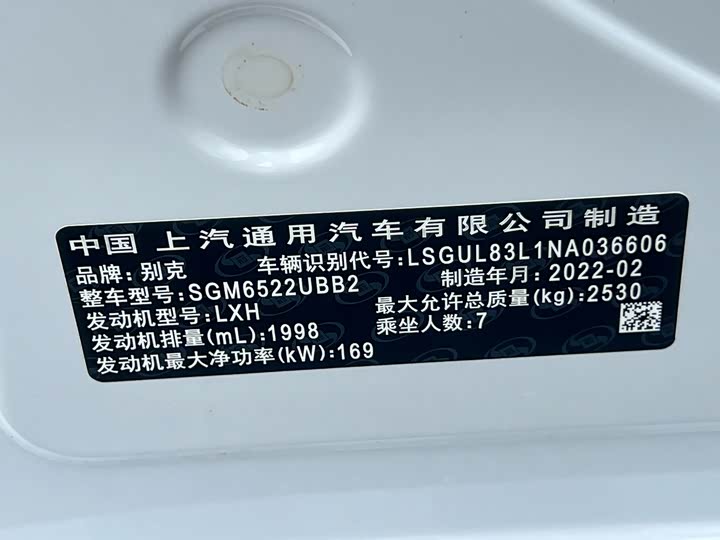 中国 上汽通用汽车有限公司制造
品牌:别克 车辆识别代号:LSGUL83L1NA036606
整车型号:SGM6522UBB2 制造年月:2022-02
发动机型号:LXH 最大允许总质量(kg):2530
发动机排量(mL):1998 乘坐人数:7
发动机最大净功率(kW):169